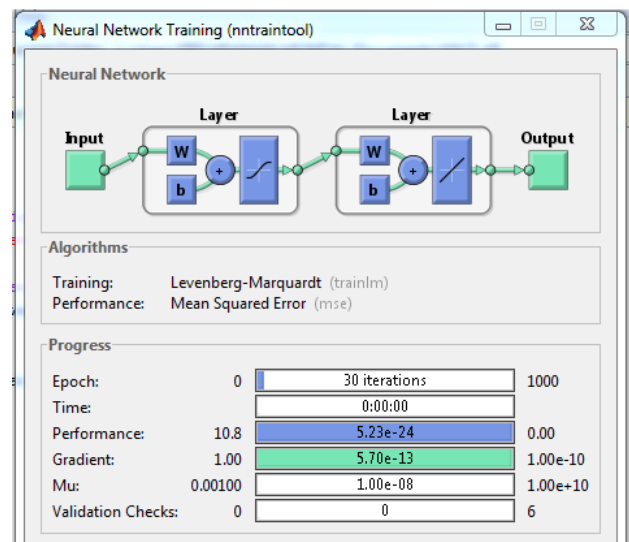 Neural Network Training (nntraintool)
Neural Network
Layer Layer
Input Output
W W
+ +
b b
Algorithms
Training: Levenberg-Marquardt (trainlm)
Performance: Mean Squared Error (mse)
Progress
Epoch: 0 30 iterations 1000
Time: 0:00:00
Performance: 10.8 5.23e-24 0.00
Gradient: 1.00 5.70e-13 1.00e-10
Mu: 0.00100 1.00e-08 1.00e+10
Validation Checks: 0 0 6